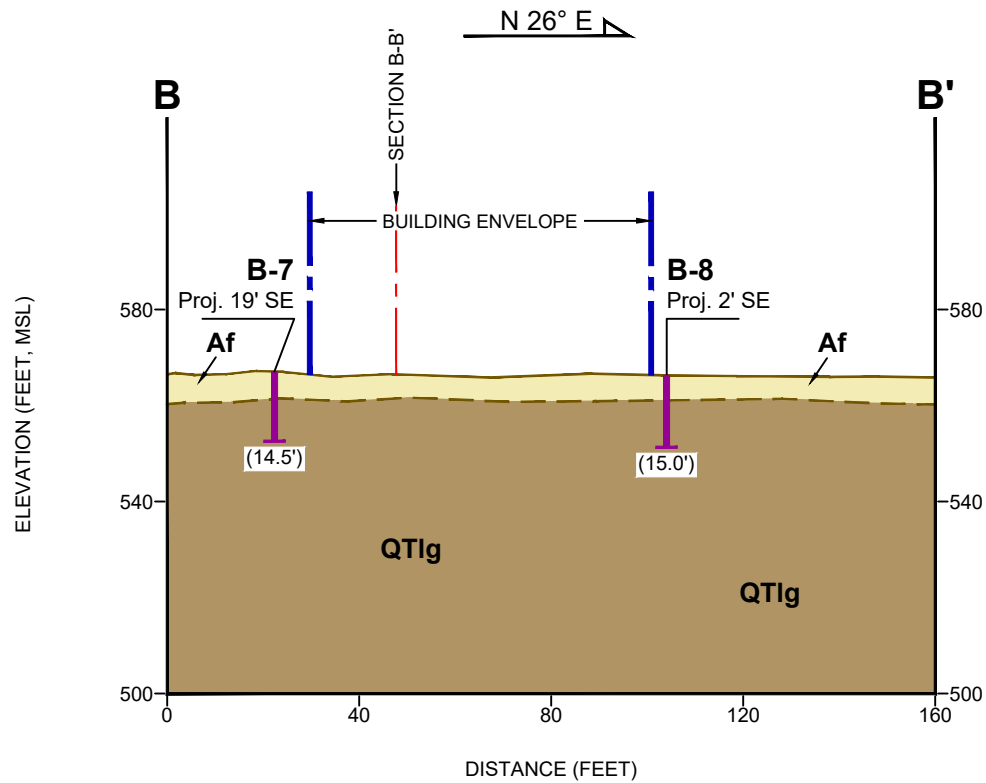 N 26° E
SECTION B-B'
B
B'
BUILDING ENVELOPE
B-7
Proj. 19' SE
B-8
Proj. 2' SE
580
580
Af
Af
(14.5')
(15.0')
ELEVATION (FEET, MSL)
540
540
QTlg
QTlg
500
500
0
40
80
120
160
DISTANCE (FEET)